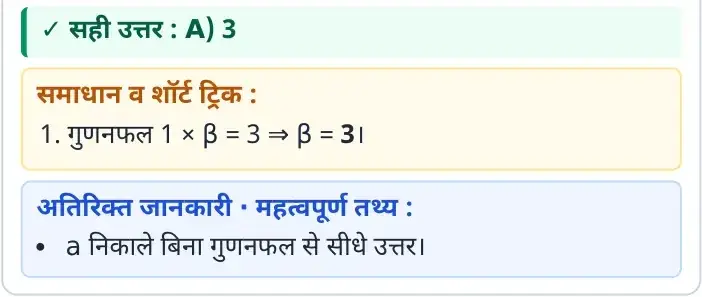 ✓ सही उत्तर : A) 3
समाधान व शॉर्ट ट्रिक :
1. गुणनफल 1 × β = 3 ⇒ β = 3।
अतिरिक्त जानकारी · महत्वपूर्ण तथ्य :
• a निकाले बिना गुणनफल से सीधे उत्तर।